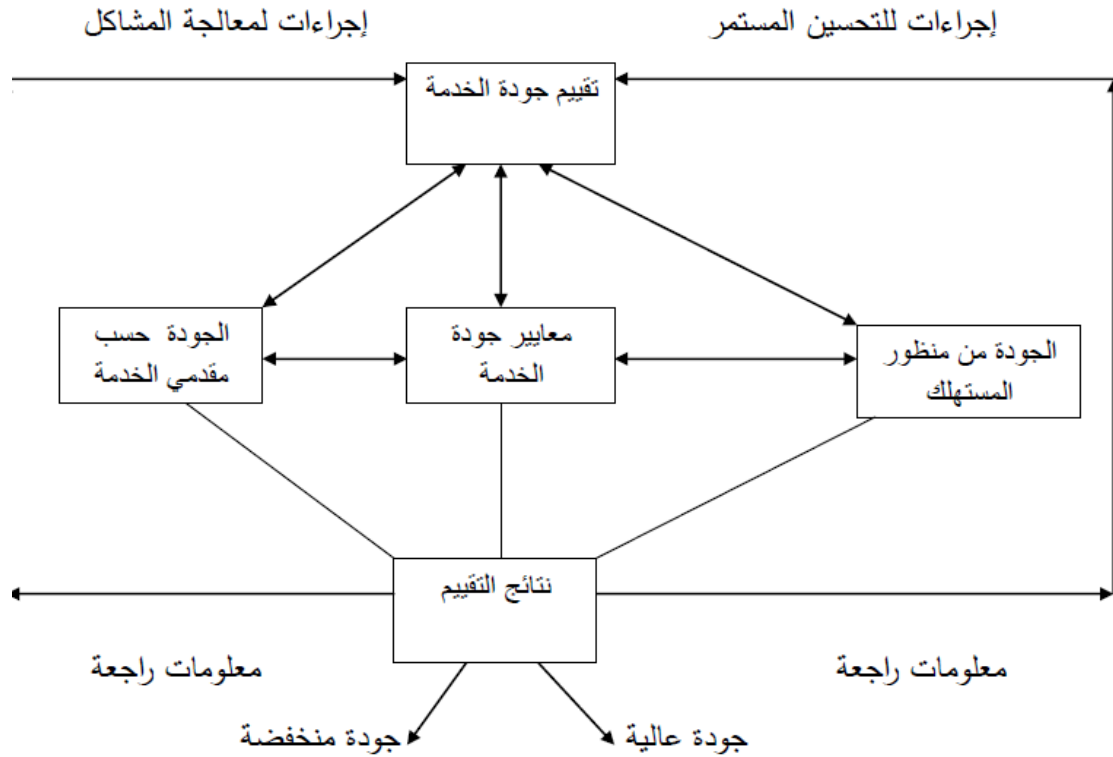 إجراءات للتحسين المستمر
إجراءات لمعالجة المشاكل
تقييم جودة الخدمة
الجودة من منظور
المستهلك
معايير جودة
الخدمة
الجودة حسب
مقدمي الخدمة
نتائج التقييم
معلومات راجعة
معلومات راجعة
جودة عالية
جودة منخفضة